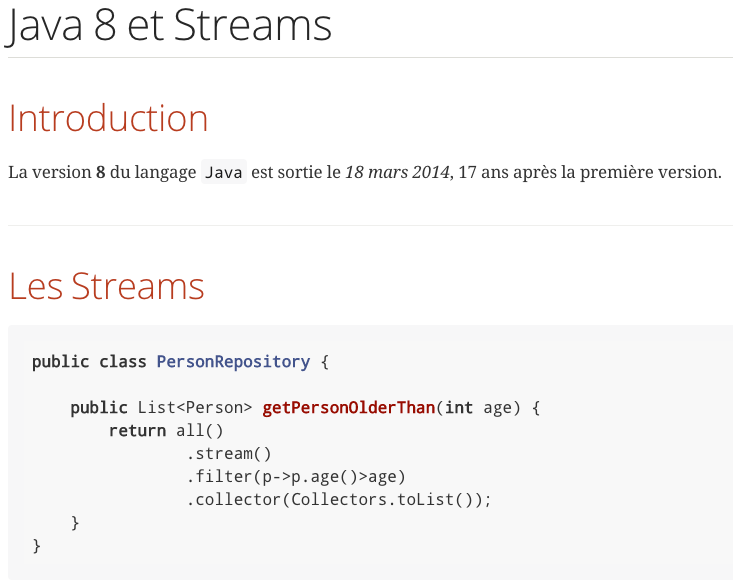 Java 8 et Streams
Introduction
La version 8 du langage Java est sortie le 18 mars 2014, 17 ans après la première version.
Les Streams
public class PersonRepository {
    public List<Person> getPersonOlderThan(int age) {
        return all()
                .stream()
                .filter(p->p.age()>age)
                .collector(Collectors.toList());
    }
}